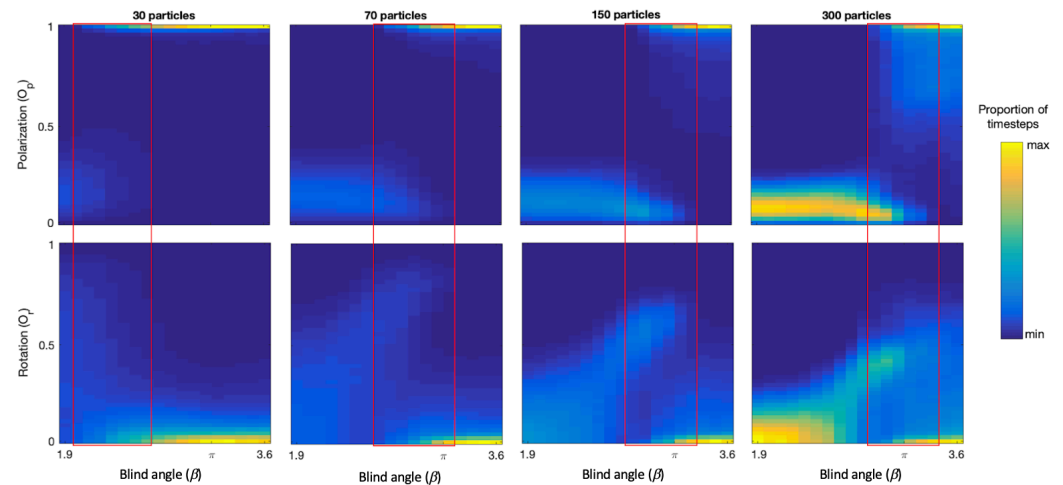 30 particles
70 particles
150 particles
300 particles
Polarization (O_p)
1
0.5
0
Proportion of
timesteps
max
min
Rotation (O_r)
1
0.5
0
1.9 π 3.6
1.9 π 3.6
1.9 π 3.6
1.9 π 3.6
Blind angle (β)
Blind angle (β)
Blind angle (β)
Blind angle (β)